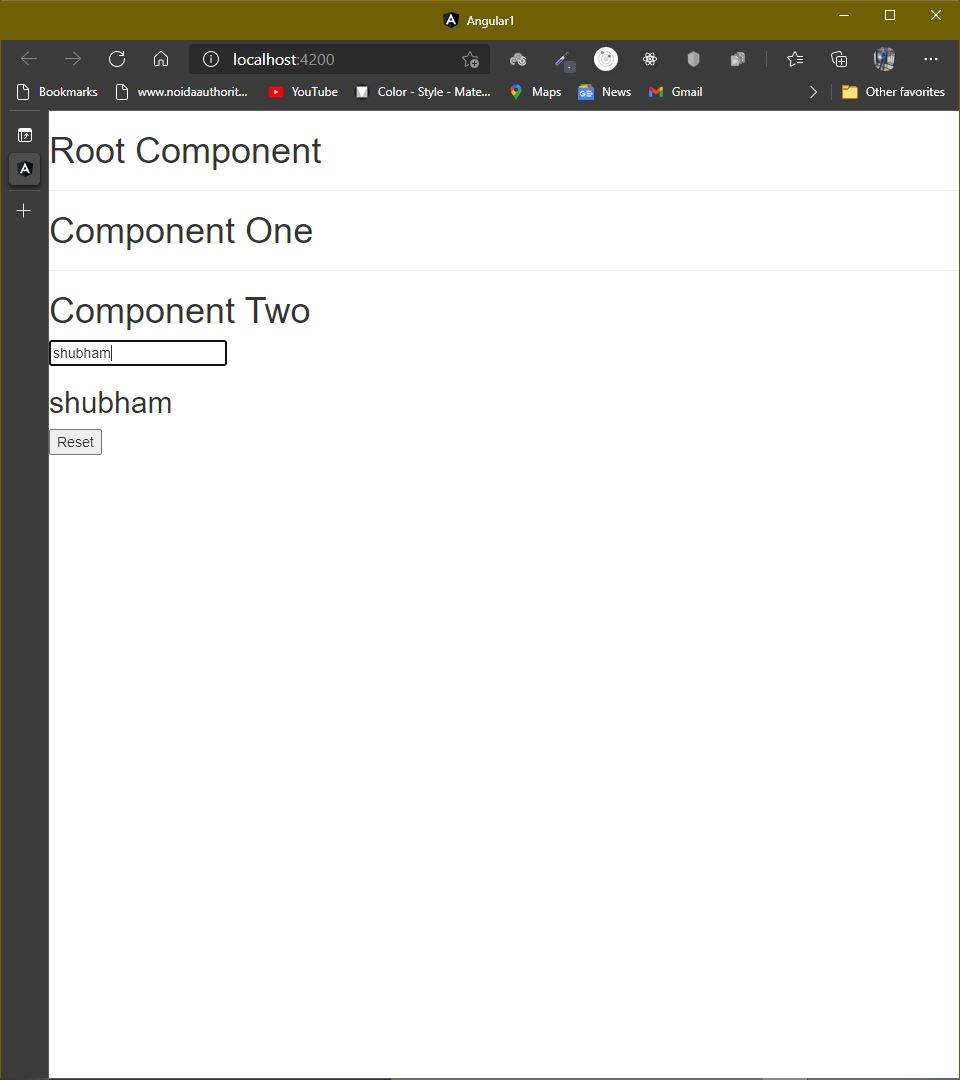 Angular1
localhost:4200
Bookmarks www.noidaauthorit... YouTube Color - Style - Mate... Maps News Gmail Other favorites
Root Component
Component One
Component Two
shubham
shubham
Reset